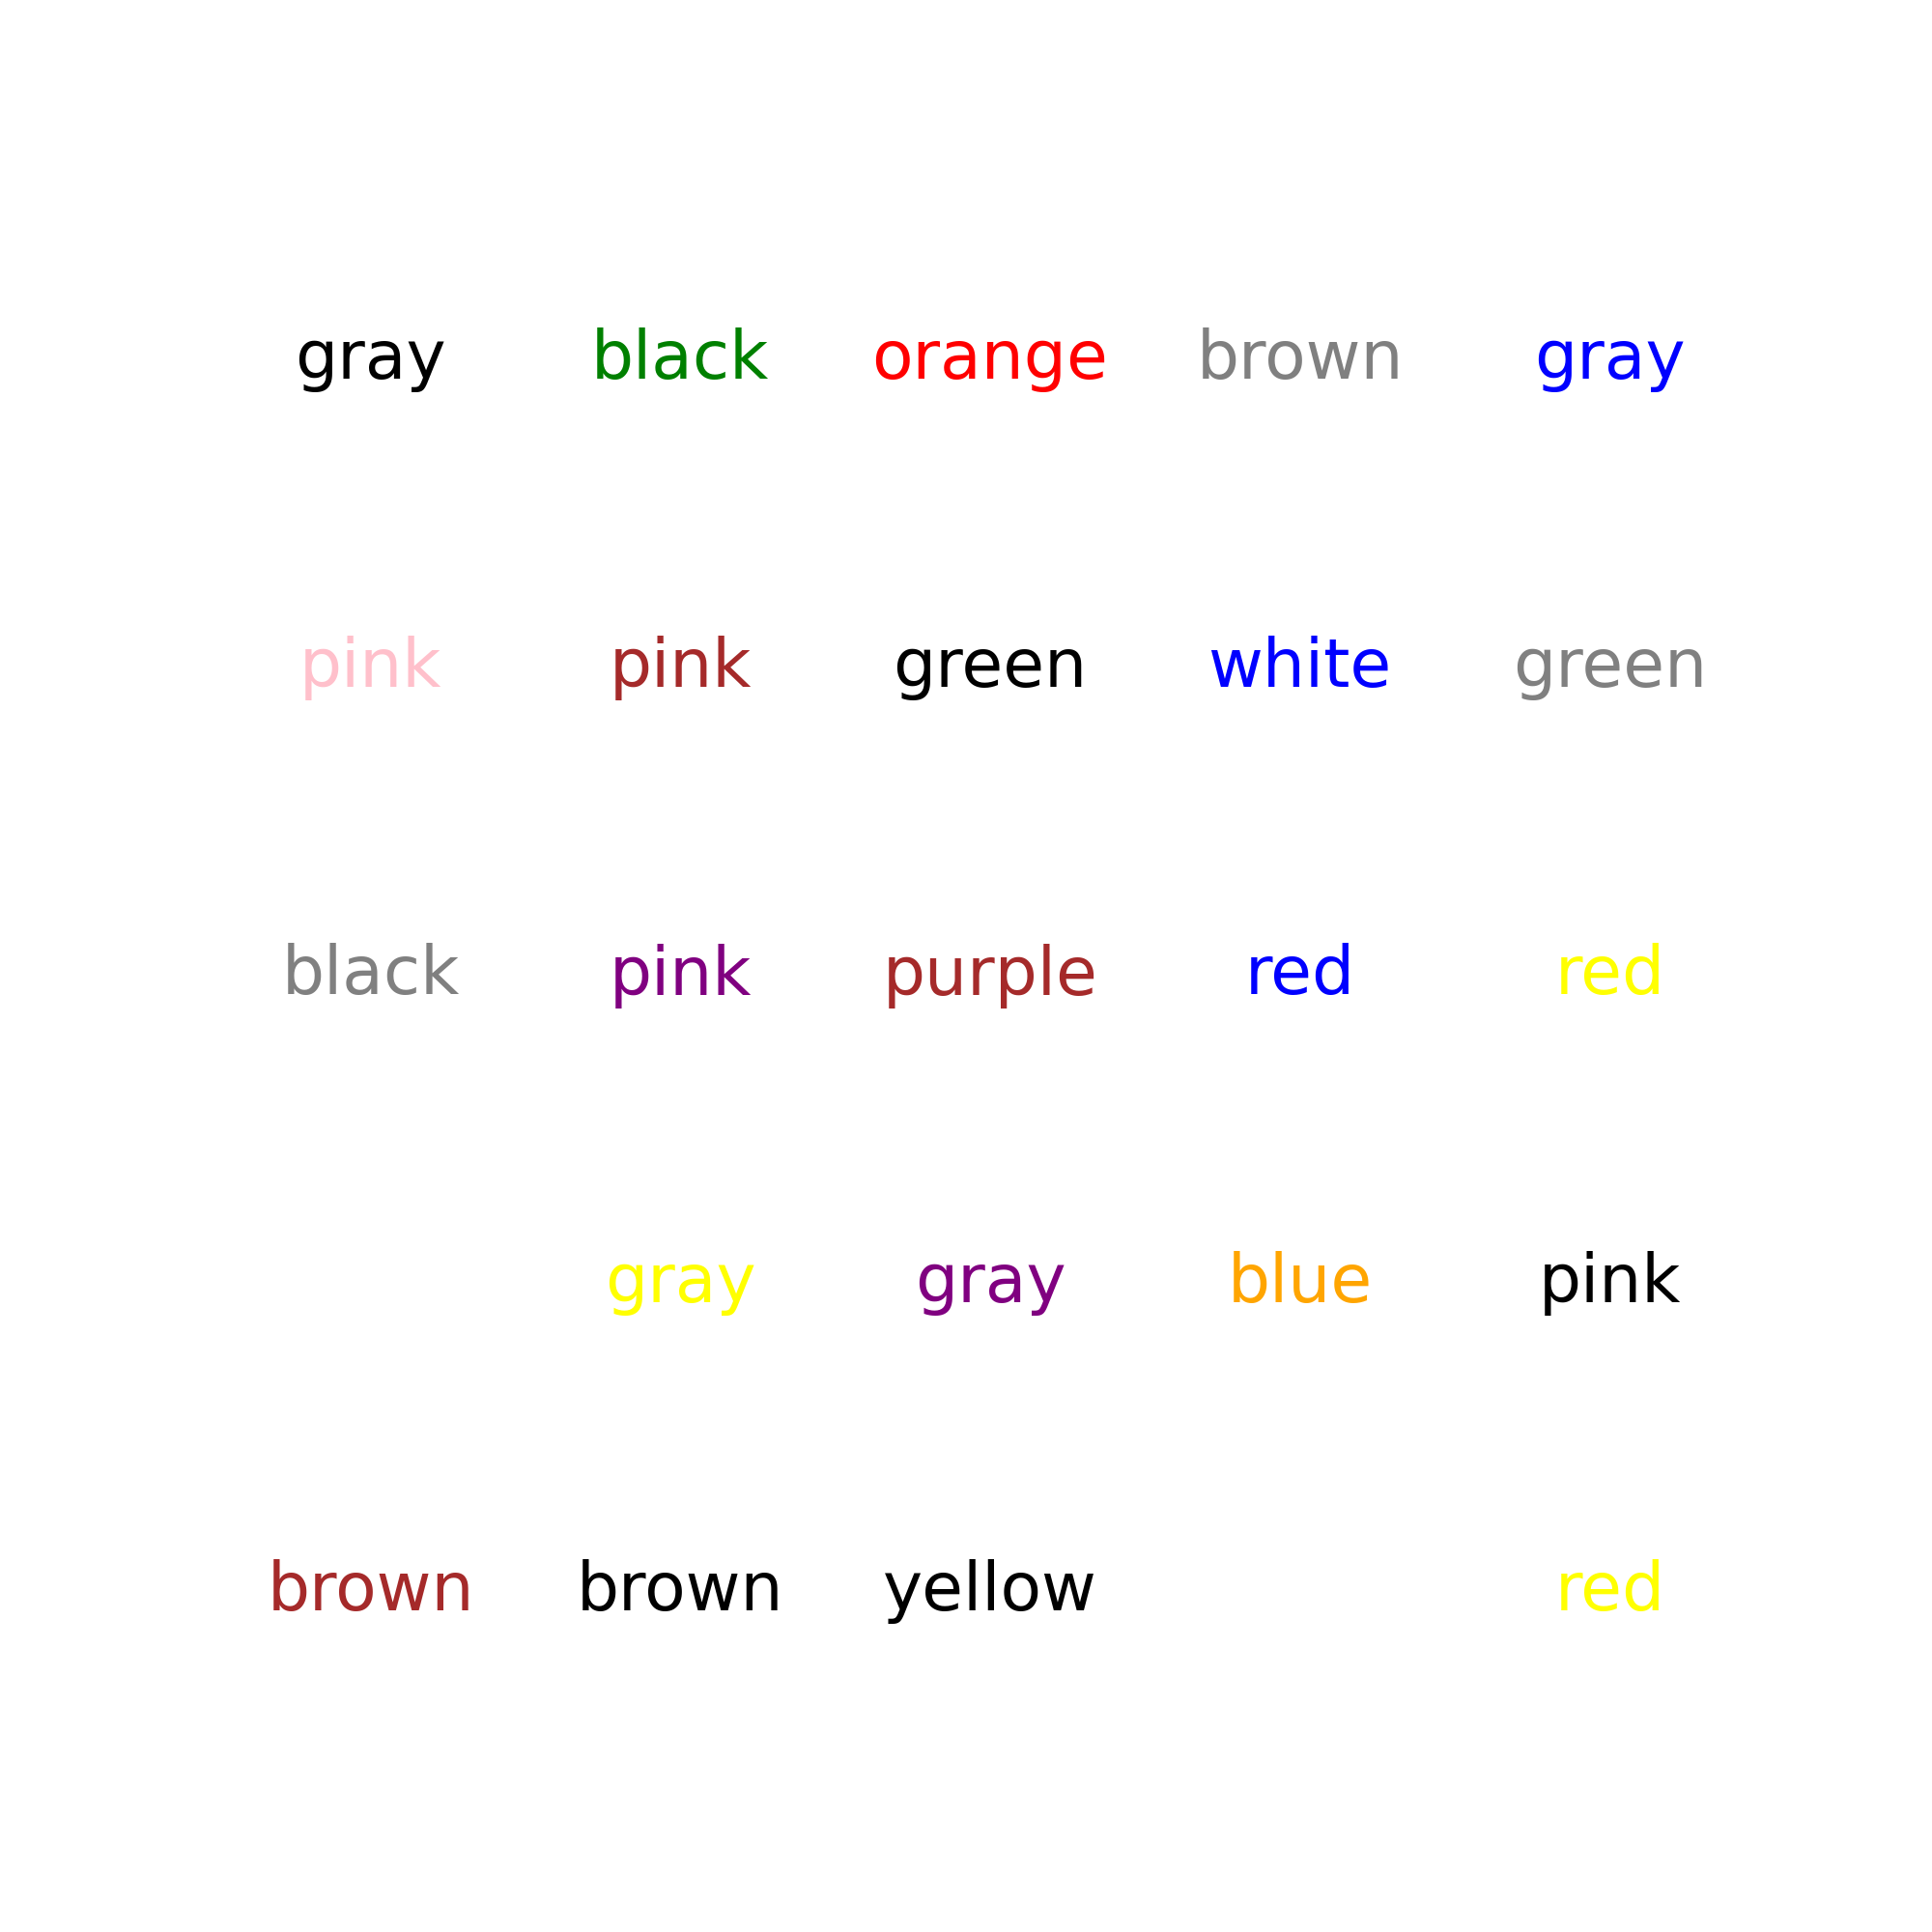 gray black orange brown gray
pink pink green white green
black pink purple red red
gray gray blue pink
brown brown yellow red